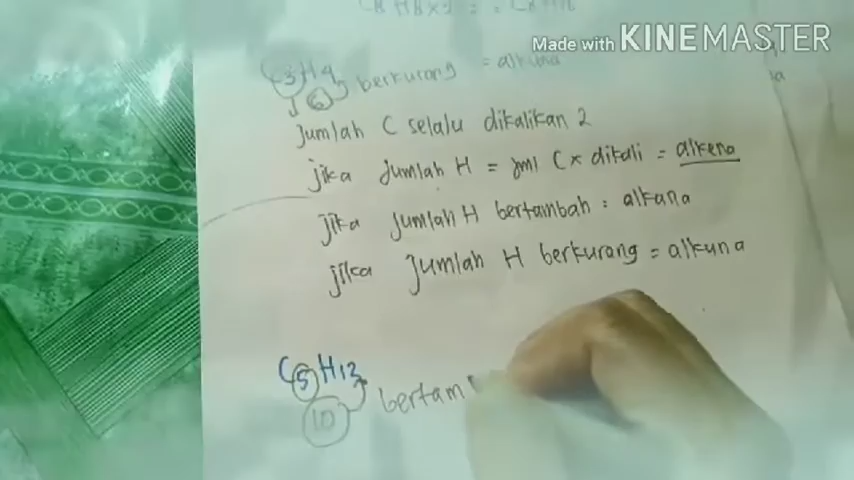 Made with KINEMASTER
C3H4 berkurang = alkuna
6
Jumlah C selalu dikalikan 2
jika jumlah H = jml C x dikali = alkena
jika jumlah H bertambah = alkana
jika jumlah H berkurang = alkuna
C5H12
10 bertam